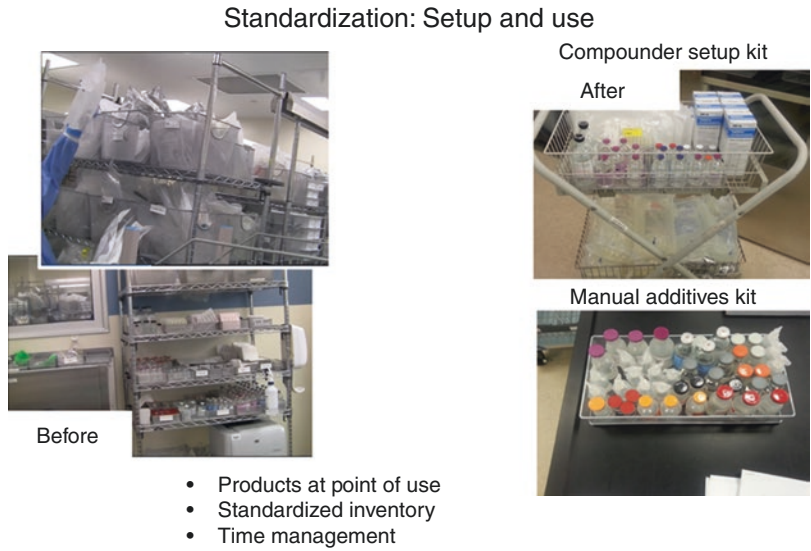 Standardization: Setup and use
Compounder setup kit
After
Manual additives kit
Before
• Products at point of use
• Standardized inventory
• Time management